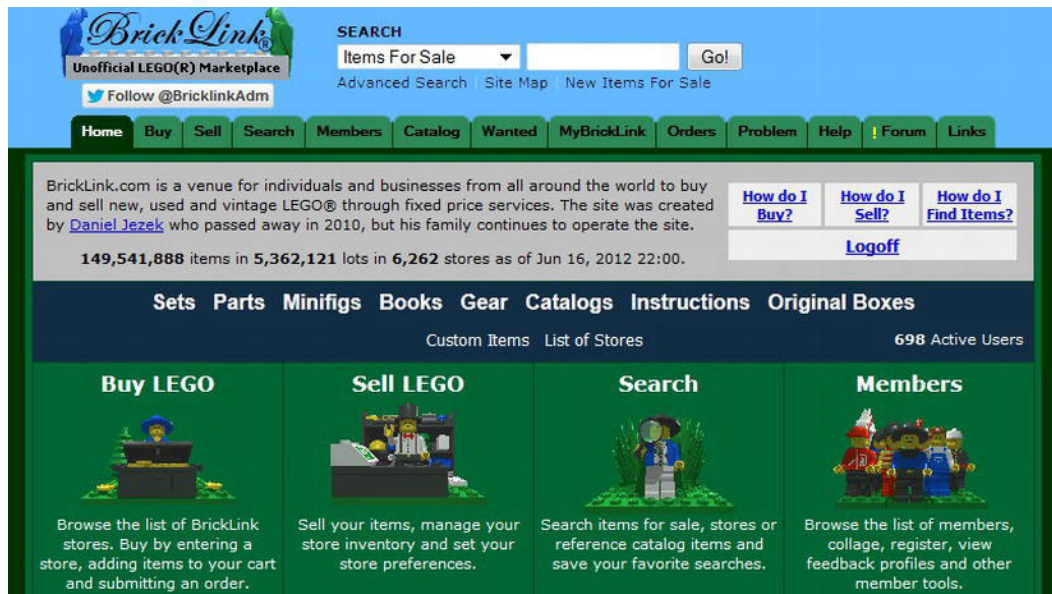 BrickLink®
Unofficial LEGO(R) Marketplace
Follow @BricklinkAdm
SEARCH
Items For Sale
Go!
Advanced Search | Site Map | New Items For Sale
Home Buy Sell Search Members Catalog Wanted MyBrickLink Orders Problem Help ! Forum Links
BrickLink.com is a venue for individuals and businesses from all around the world to buy
and sell new, used and vintage LEGO® through fixed price services. The site was created
by Daniel Jezek who passed away in 2010, but his family continues to operate the site.
149,541,888 items in 5,362,121 lots in 6,262 stores as of Jun 16, 2012 22:00.
How do I
Buy?
How do I
Sell?
How do I
Find Items?
Logoff
Sets Parts Minifigs Books Gear Catalogs Instructions Original Boxes
Custom Items List of Stores
698 Active Users
Buy LEGO
Browse the list of BrickLink
stores. Buy by entering a
store, adding items to your cart
and submitting an order.
Sell LEGO
Sell your items, manage your
store inventory and set your
store preferences.
Search
Search items for sale, stores or
reference catalog items and
save your favorite searches.
Members
Browse the list of members,
collage, register, view
feedback profiles and other
member tools.